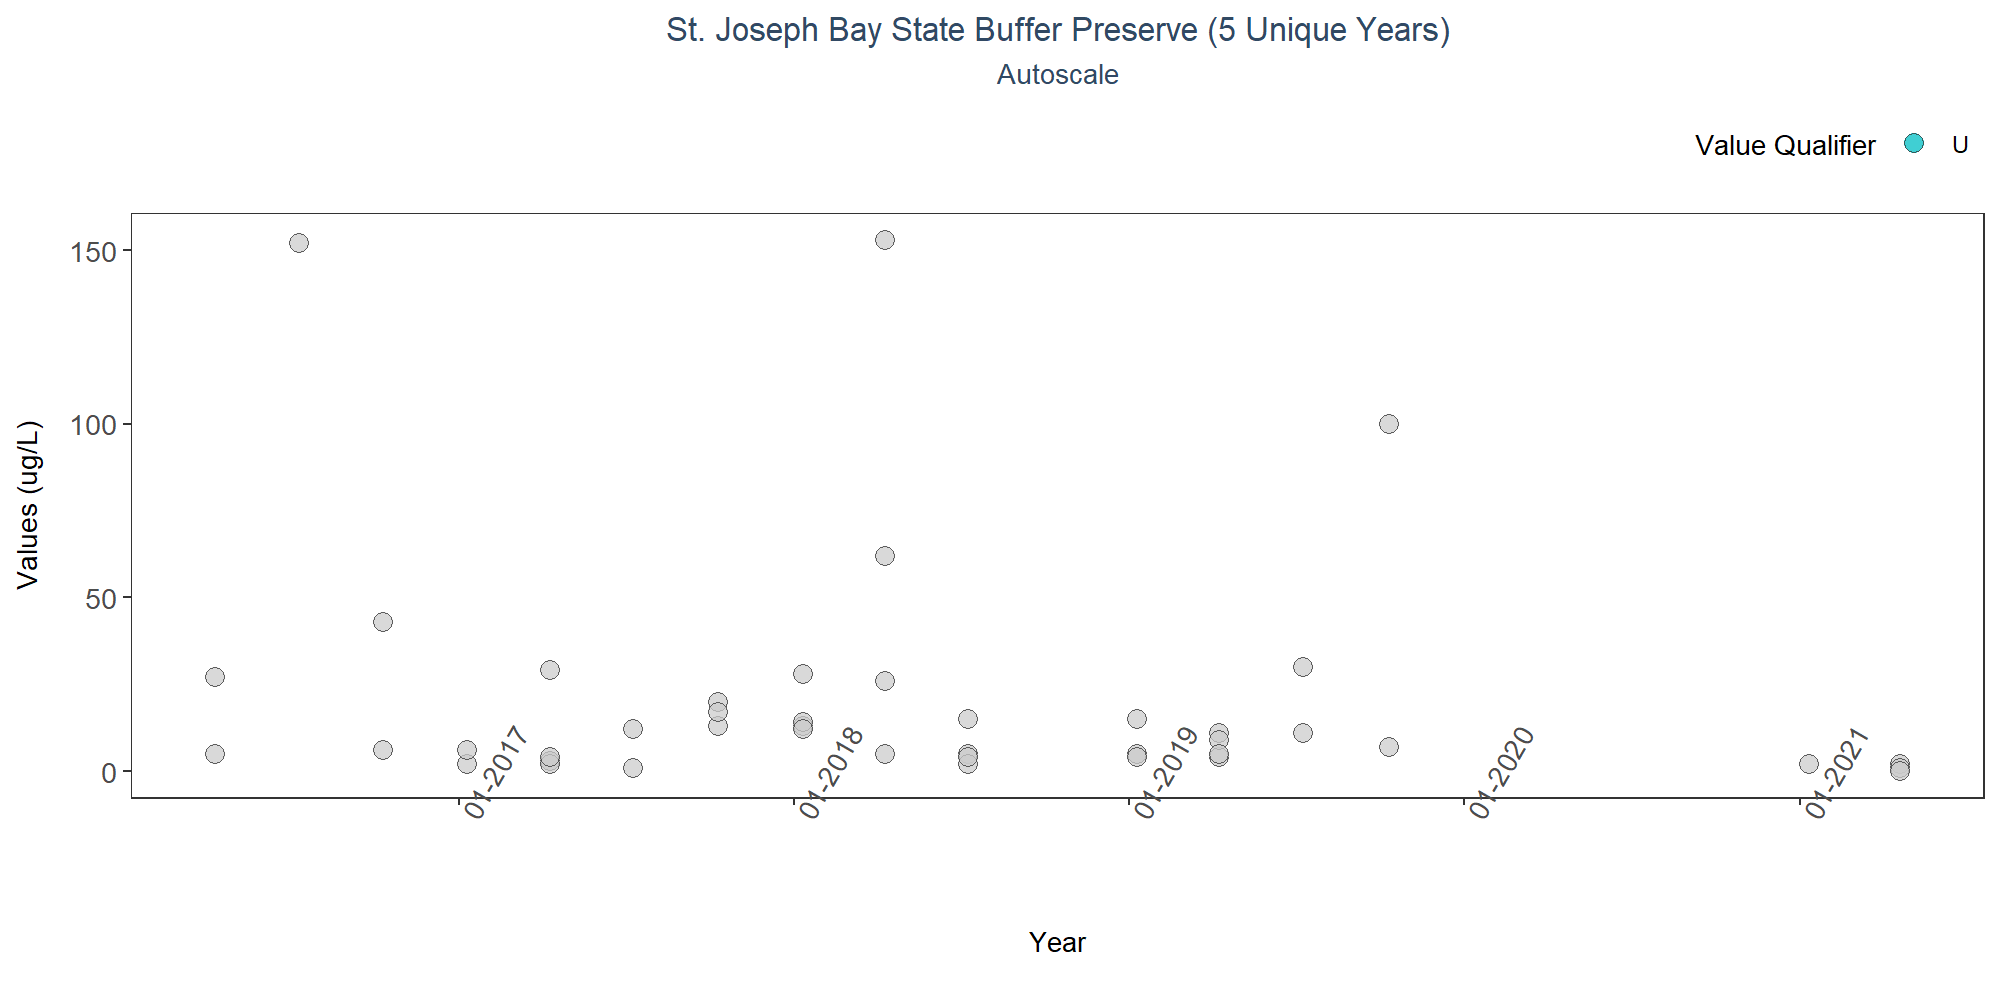 St. Joseph Bay State Buffer Preserve (5 Unique Years)
Autoscale
Value Qualifier U
150
100
50
0
Values (ug/L)
01-2017
01-2018
01-2019
01-2020
01-2021
Year